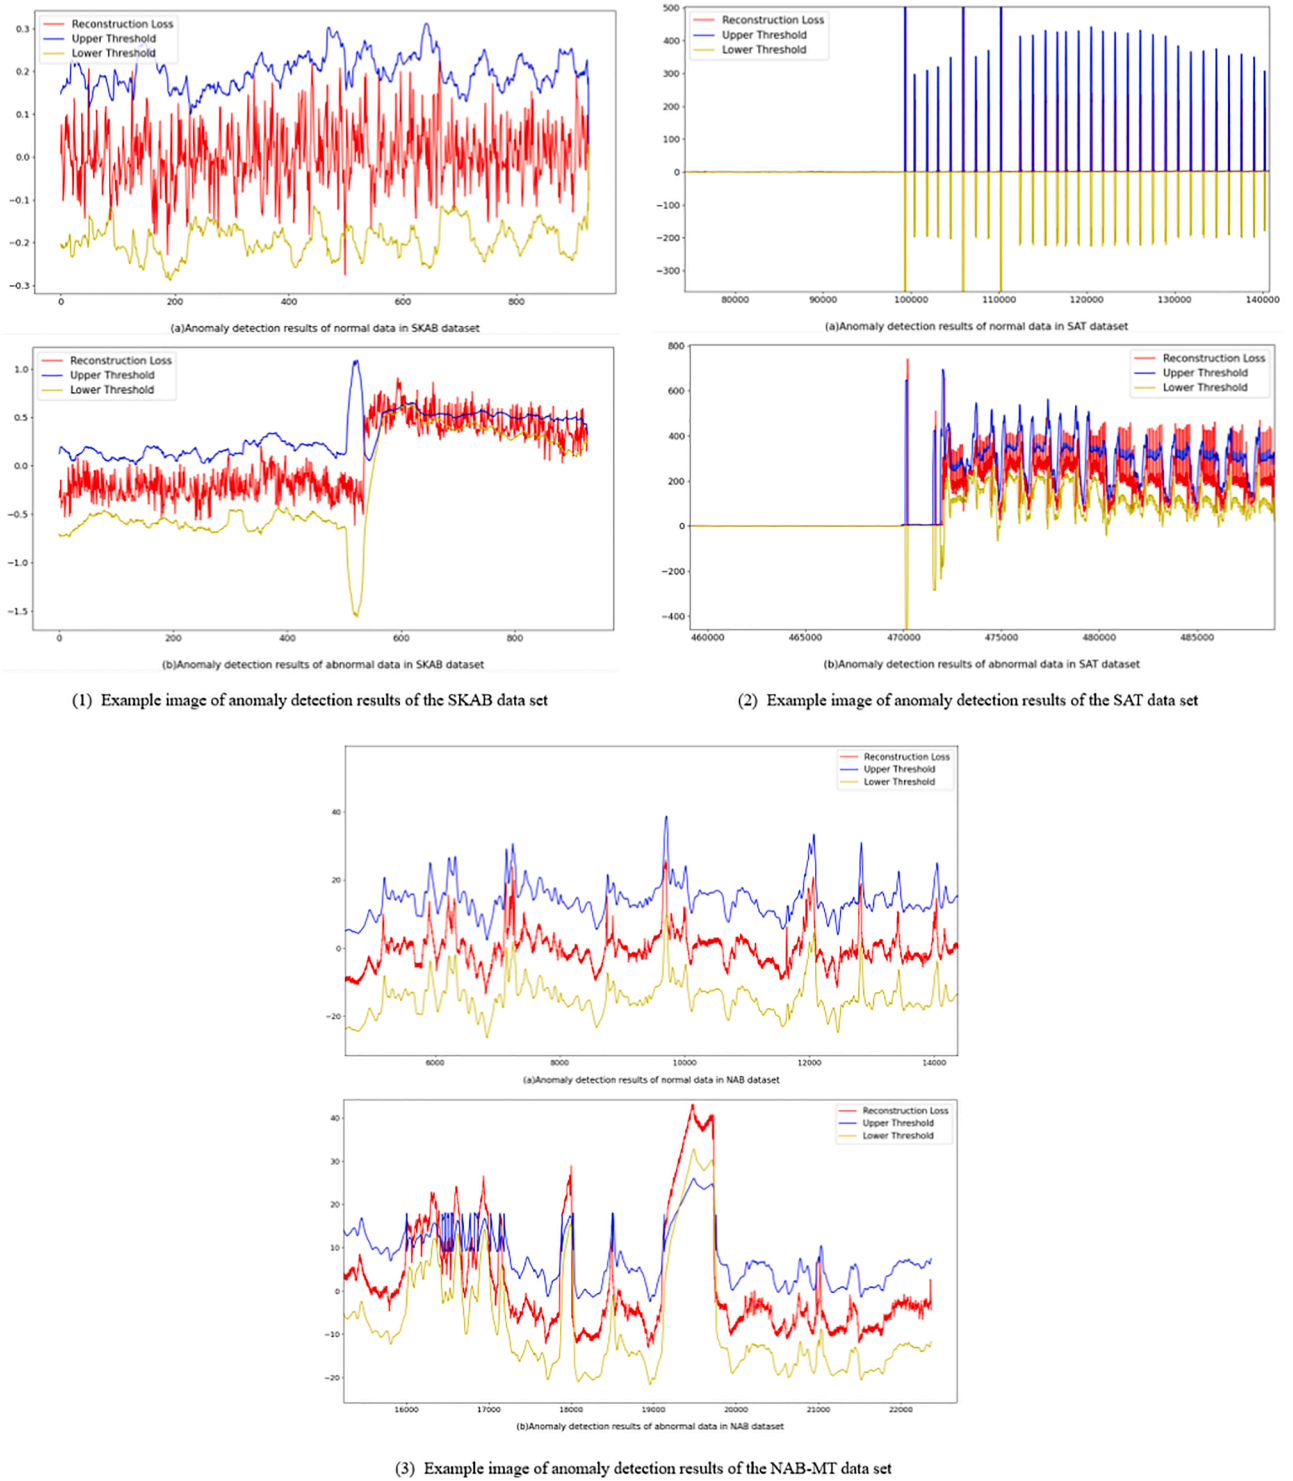 Reconstruction Loss
Upper Threshold
Lower Threshold
0.3
0.2
0.1
0.0
−0.1
−0.2
−0.3
0 200 400 600 800
(a)Anomaly detection results of normal data in SKAB dataset
Reconstruction Loss
Upper Threshold
Lower Threshold
1.0
0.5
0.0
−0.5
−1.0
−1.5
0 200 400 600 800
(b)Anomaly detection results of abnormal data in SKAB dataset
(1) Example image of anomaly detection results of the SKAB data set
Reconstruction Loss
Upper Threshold
Lower Threshold
500
400
300
200
100
0
−100
−200
−300
80000 90000 100000 110000 120000 130000 140000
(a)Anomaly detection results of normal data in SAT dataset
Reconstruction Loss
Upper Threshold
Lower Threshold
800
600
400
200
0
−200
−400
460000 465000 470000 475000 480000 485000
(b)Anomaly detection results of abnormal data in SAT dataset
(2) Example image of anomaly detection results of the SAT data set
Reconstruction Loss
Upper Threshold
Lower Threshold
40
20
0
−20
6000 8000 10000 12000 14000
(a)Anomaly detection results of normal data in NAB dataset
Reconstruction Loss
Upper Threshold
Lower Threshold
40
30
20
10
0
−10
−20
16000 17000 18000 19000 20000 21000 22000
(b)Anomaly detection results of abnormal data in NAB dataset
(3) Example image of anomaly detection results of the NAB-MT data set